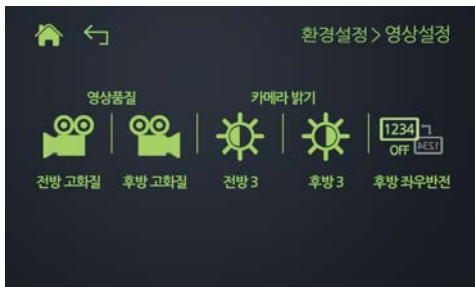 환경설정 > 영상설정
영상품질
카메라 밝기
1234
OFF
1234
전방 고화질
후방 고화질
전방 3
후방 3
후방 좌우반전